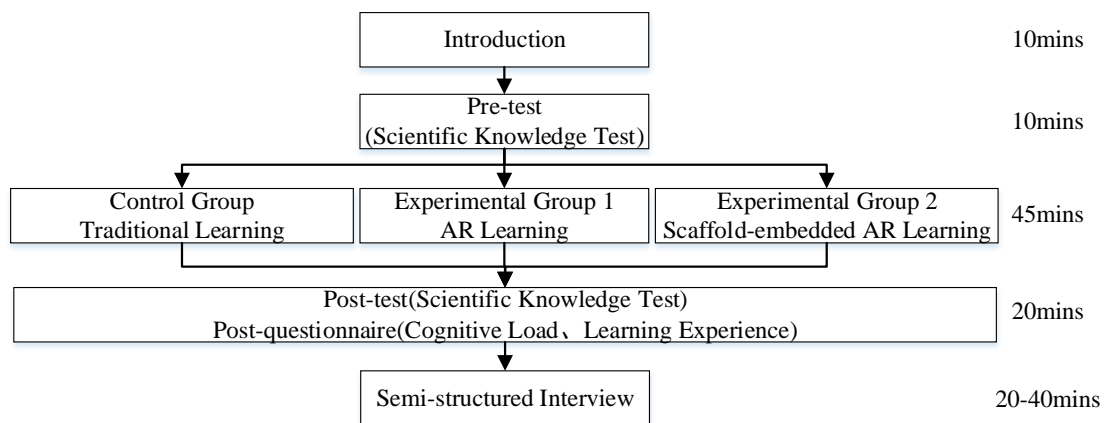 Introduction
10mins
Pre-test
(Scientific Knowledge Test)
10mins
Control Group
Traditional Learning
Experimental Group 1
AR Learning
Experimental Group 2
Scaffold-embedded AR Learning
45mins
Post-test(Scientific Knowledge Test)
Post-questionnaire(Cognitive Load、Learning Experience)
20mins
Semi-structured Interview
20-40mins